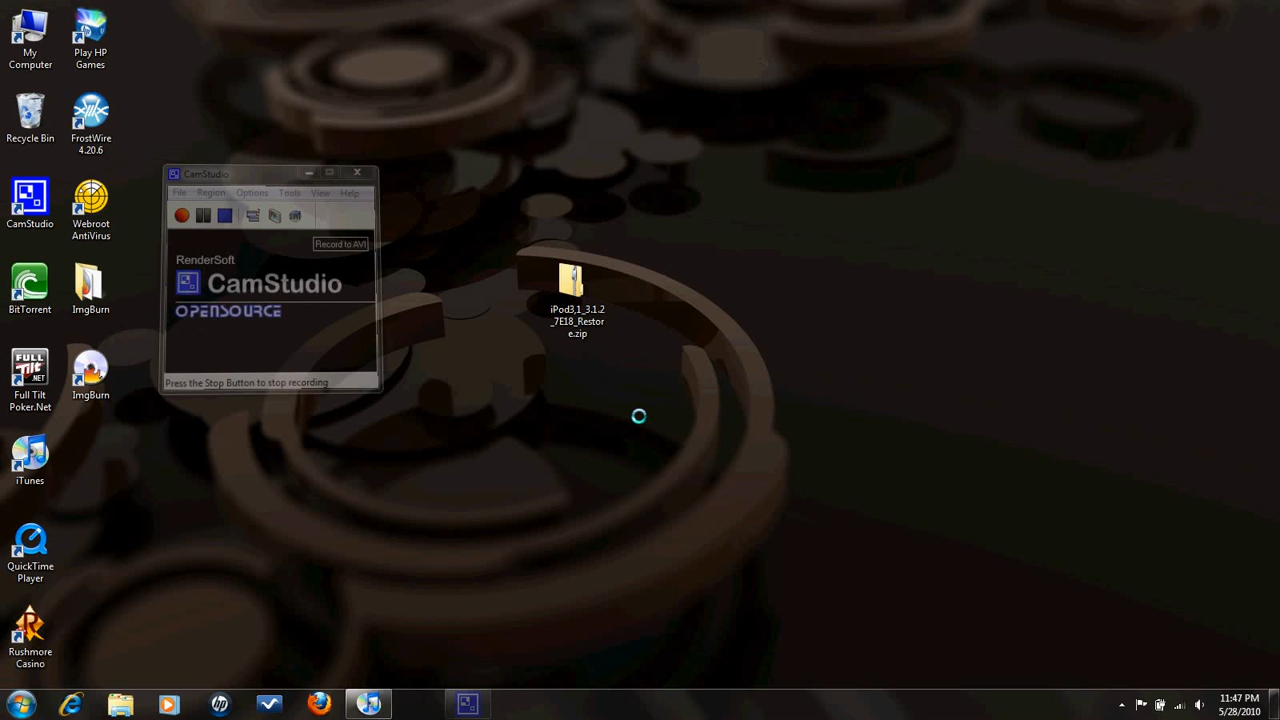 My
Computer
Play HP
Games
Recycle Bin
FrostWire
4.20.6
CamStudio
Webroot
AntiVirus
BitTorrent
ImgBurn
FULL
TILT
.NET
Full Tilt
Poker.Net
ImgBurn
iTunes
QuickTime
Player
Rushmore
Casino
CamStudio
File Region Options Tools View Help
Record to AVI
RenderSoft
CamStudio
OPENSOURCE
Press the Stop Button to stop recording
iPod3,1_3.1.2
_7E18_Restor
e.zip
hp
11:47 PM
5/28/2010